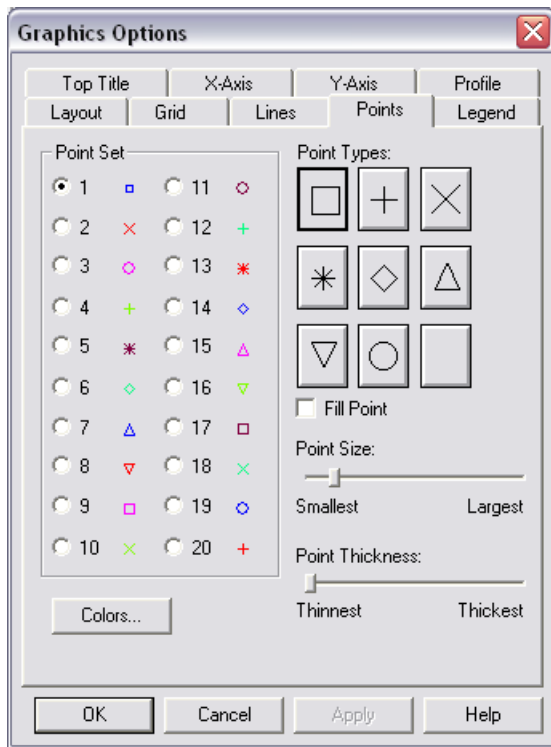 Graphics Options
Top Title X-Axis Y-Axis Profile
Layout Grid Lines Points Legend
Point Set
1 11
2 12
3 13
4 14
5 15
6 16
7 17
8 18
9 19
10 20
Colors...
Point Types:
Fill Point
Point Size:
Smallest Largest
Point Thickness:
Thinnest Thickest
OK Cancel Apply Help